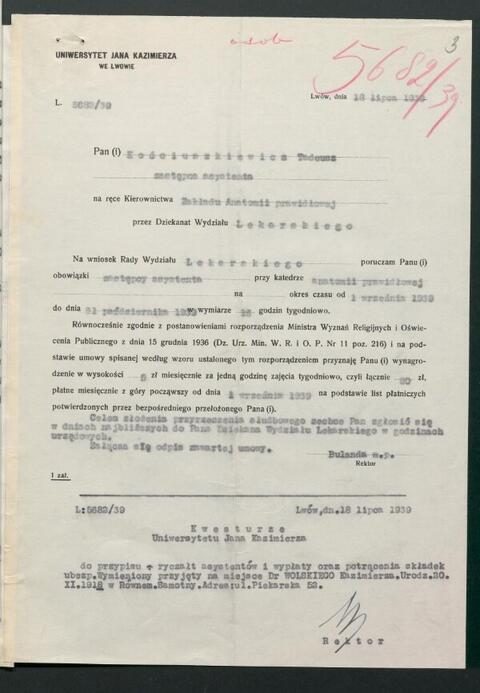 osob
3
5682/39
UNIWERSYTET JANA KAZIMIERZA
WE LWOWIE
Lwów, dnia 18 lipca 1939
L. 5682/39
Pan (i) Kościuszkiewicz Tadeusz
zastępca asystenta
na ręce Kierownictwa Zakładu Anatomii prawidłowej
przez Dziekanat Wydziału Lekarskiego
Na wniosek Rady Wydziału Lekarskiego poruczam Panu (i)
obowiązki zastępcy asystenta przy katedrze anatomii prawidłowej
na okres czasu od 1 września 1939
do dnia 31 października 1939 w wymiarze godzin tygodniowo.
Równocześnie zgodnie z postanowieniami rozporządzenia Ministra Wyznań Religijnych i Oświe-
cenia Publicznego z dnia 15 grudnia 1936 (Dz. Urz. Min. W. R. i O. P. Nr 11 poz. 216) i na pod-
stawie umowy spisanej według wzoru ustalonego tym rozporządzeniem przyznaję Panu (i) wynagro-
dzenie w wysokości 5 zł miesięcznie za jedną godzinę zajęcia tygodniowo, czyli łącznie zł,
płatne miesięcznie z góry począwszy od dnia 1 września 1939 na podstawie list płatniczych
potwierdzonych przez bezpośredniego przełożonego Pana (i).
Celem złożenia przyrzeczenia służbowego zechce Pan zgłosić się
w dniach najbliższych do Pana Dziekana Wydziału Lekarskiego w godzinach
urzędowych.
Załącza się odpis zwartej umowy.
Bulanda m.p.
Rektor
1 zał.
L:5682/39 Lwów,dn.18 lipca 1939
Kwesturze
Uniwersytetu Jana Kazimierza
do przypisu ryczałt asystentów i wypłaty oraz potrącenia składek
ubezp.Wymieniony przyjęty na miejsce Dr WOLSKIEGO Kazimierza.Urodz.20.
XI.1918 w Równem.Samotny.Adres:ul.Piekarska 52.
Rektor